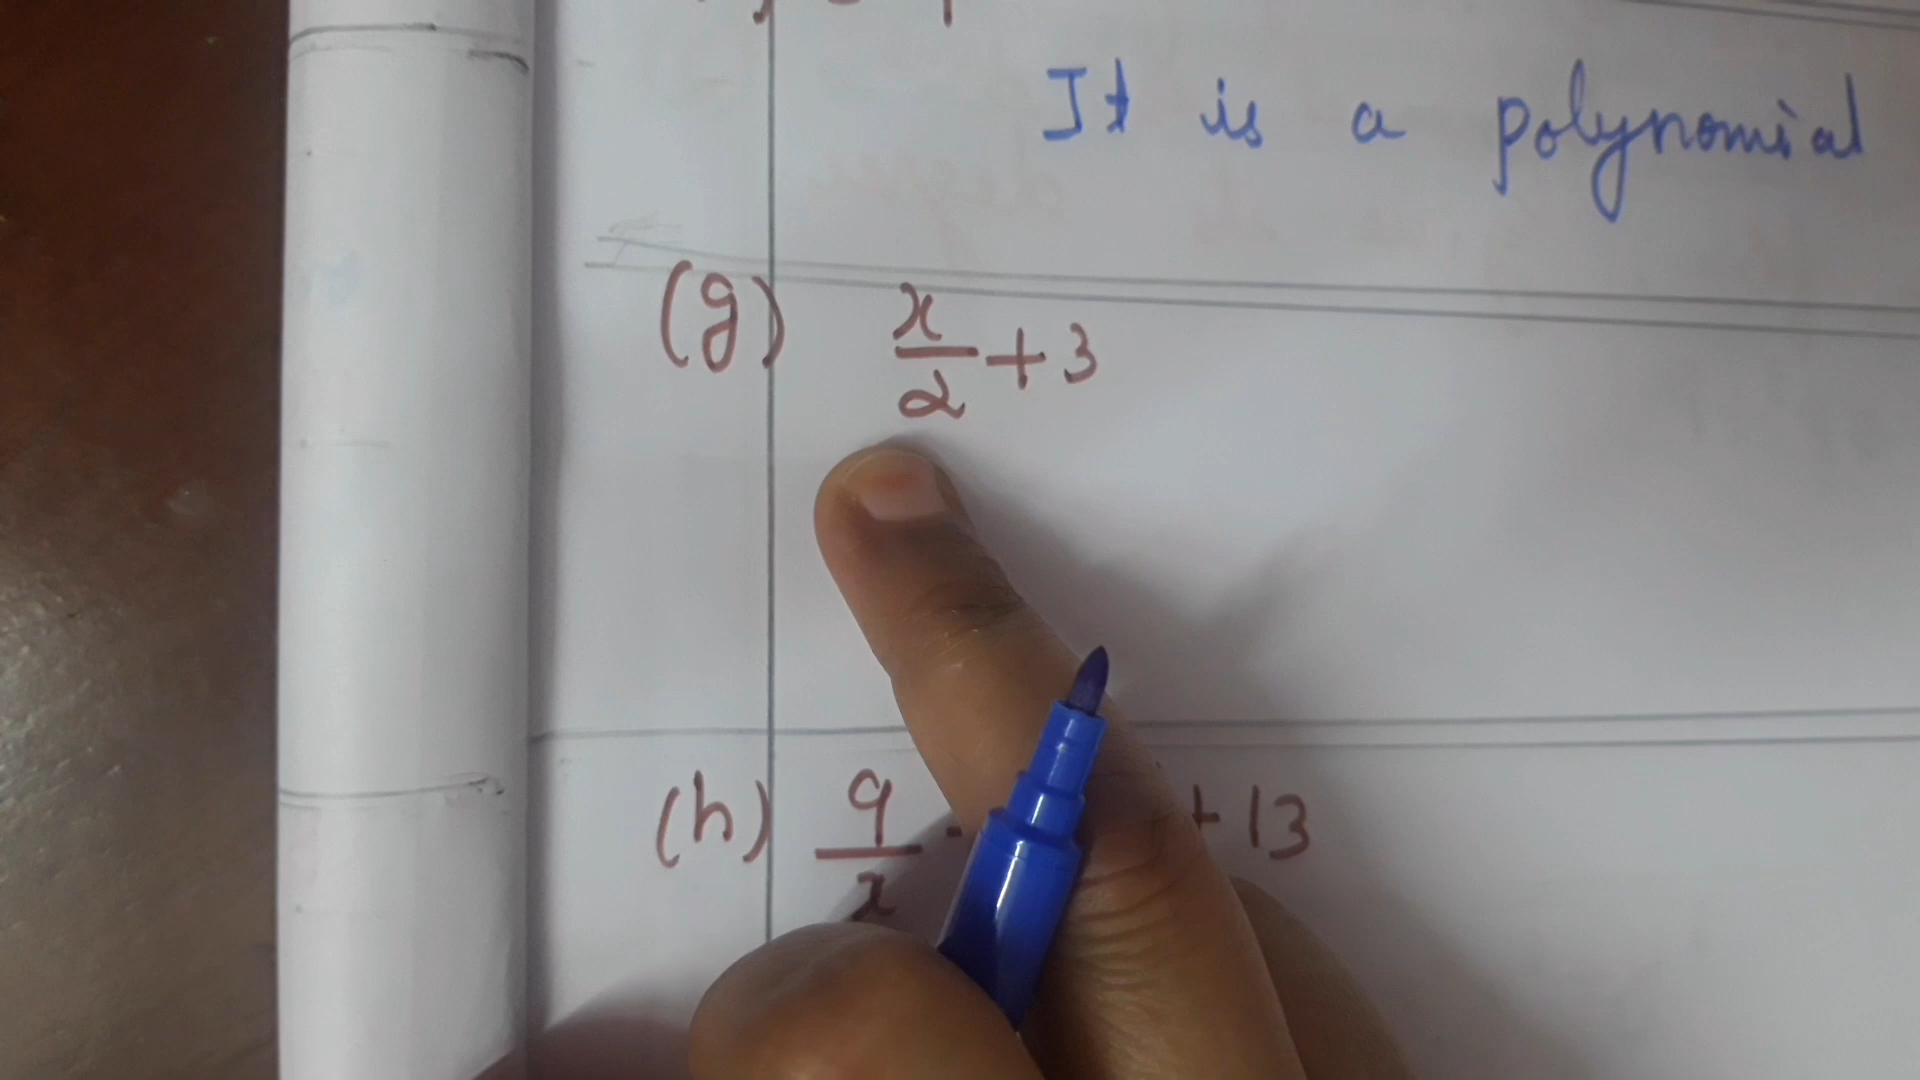 It is a polynomial
(g) x/2 + 3
(h) 9/x - + 13